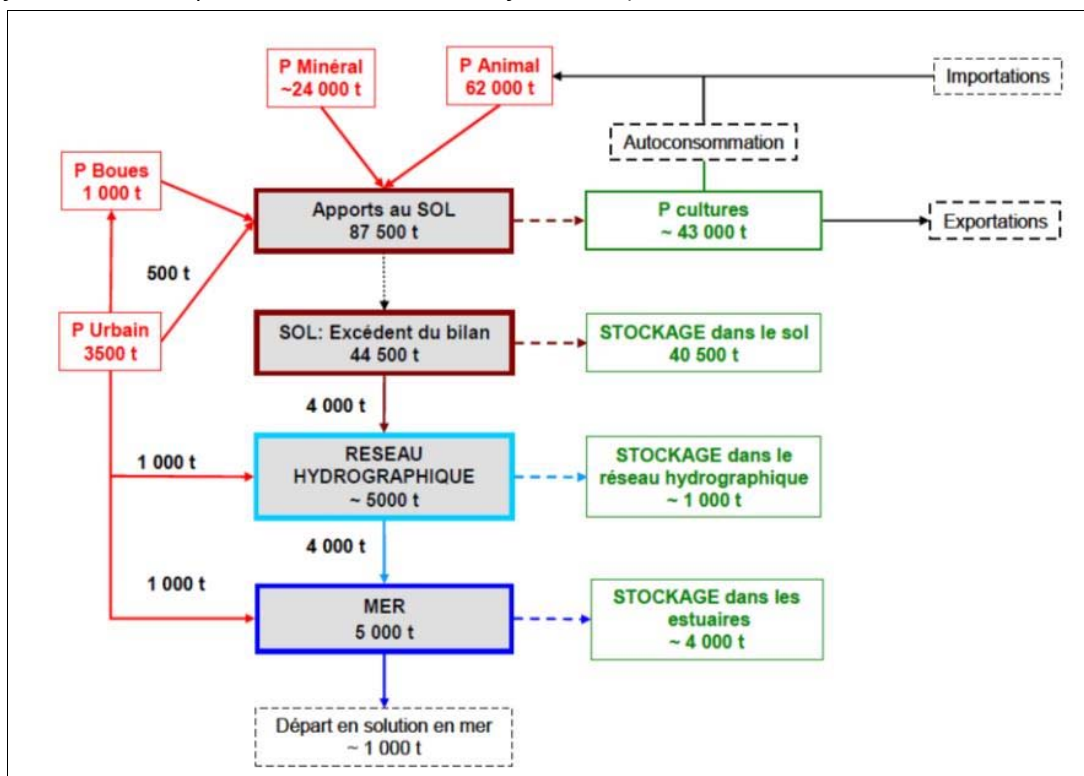 P Minéral
~24 000 t
P Animal
62 000 t
Importations
Autoconsommation
P Boues
1 000 t
Apports au SOL
87 500 t
P cultures
~ 43 000 t
Exportations
500 t
P Urbain
3500 t
SOL: Excédent du bilan
44 500 t
STOCKAGE dans le sol
40 500 t
4 000 t
1 000 t
RESEAU
HYDROGRAPHIQUE
~ 5000 t
STOCKAGE dans le
réseau hydrographique
~ 1 000 t
4 000 t
1 000 t
MER
5 000 t
STOCKAGE dans les
estuaires
~ 4 000 t
Départ en solution en mer
~ 1 000 t